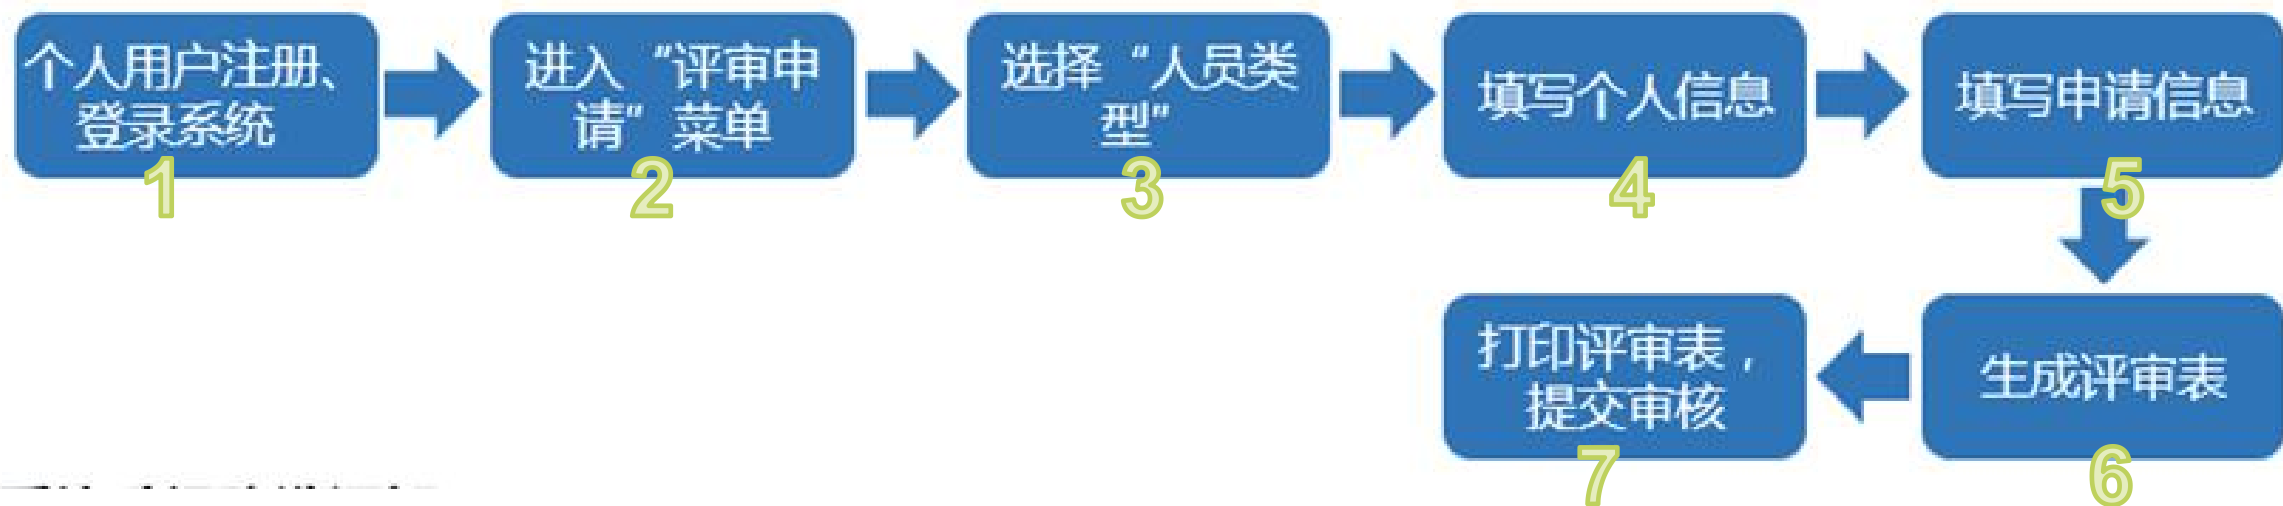 个人用户注册、
登录系统
1
进入“评审申
请”菜单
2
选择“人员类
型”
3
填写个人信息
4
填写申请信息
5
打印评审表，
提交审核
7
生成评审表
6